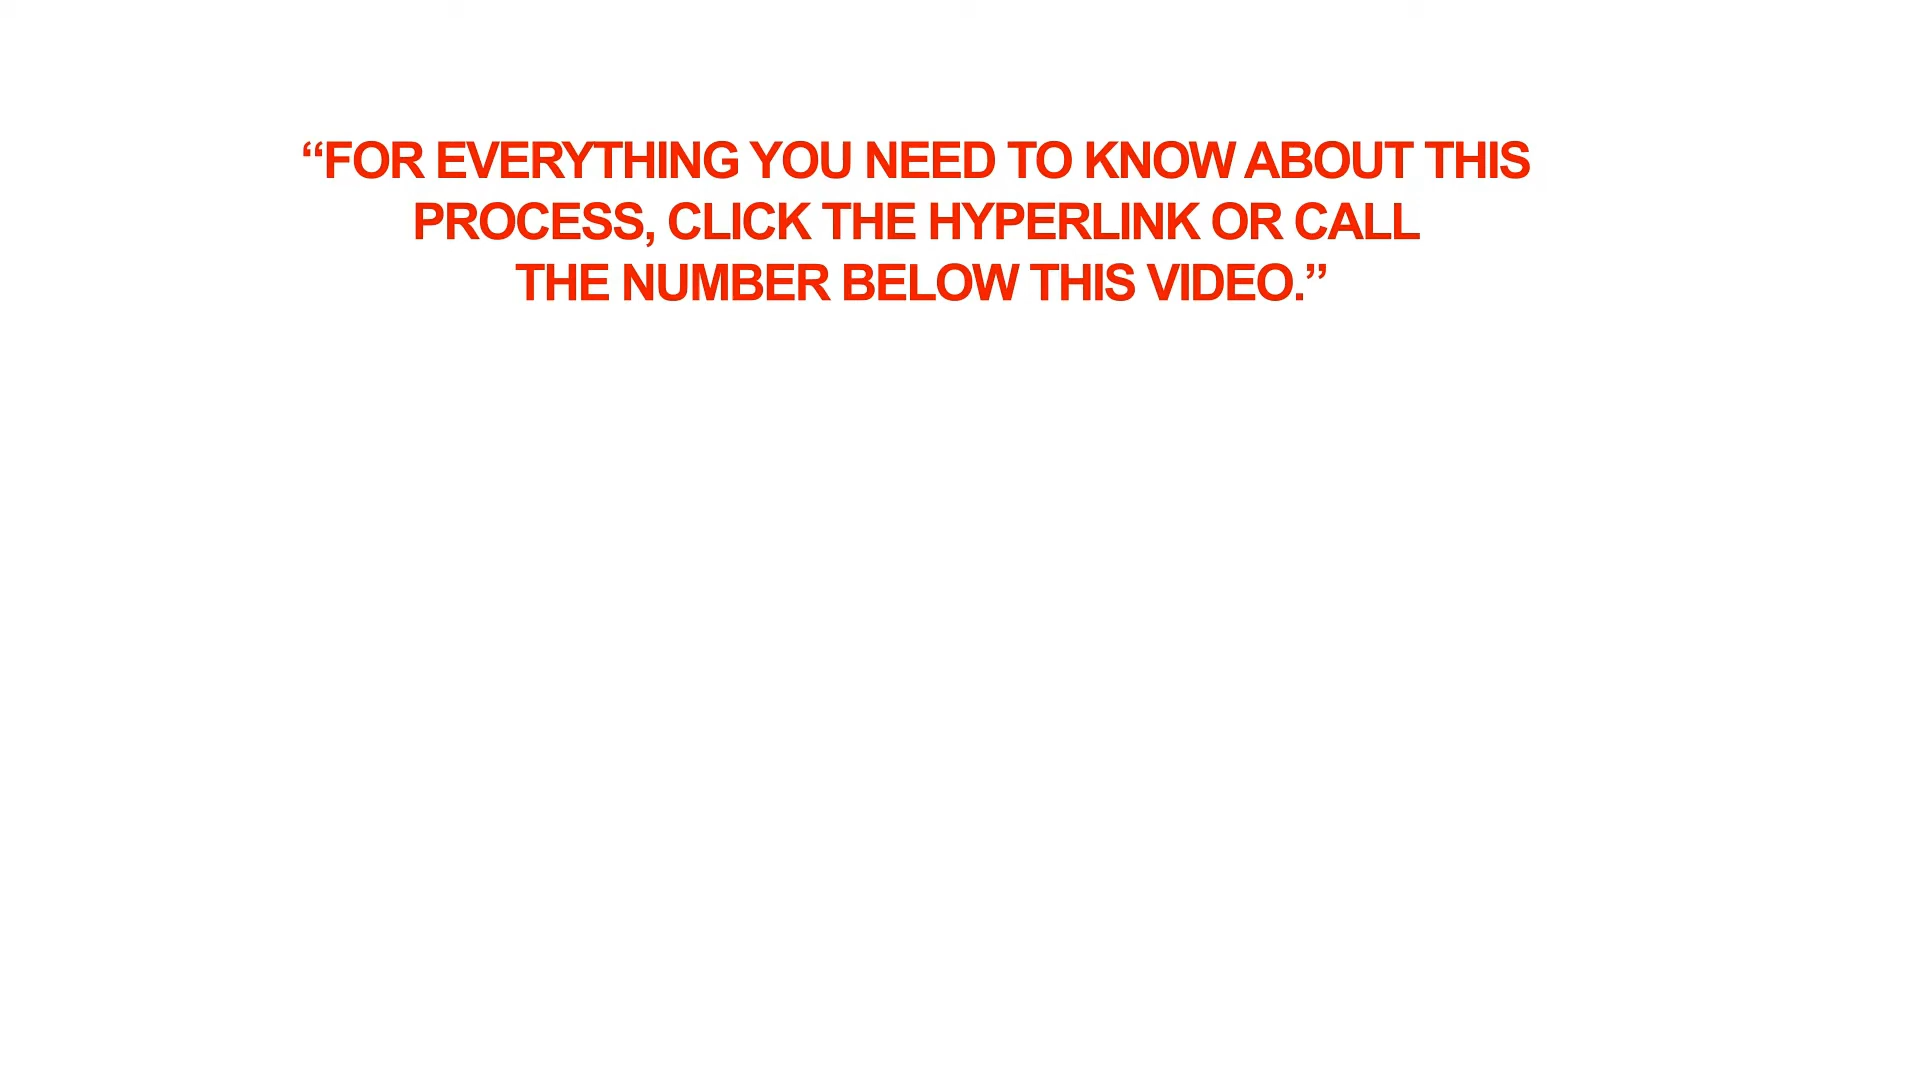 “FOR EVERYTHING YOU NEED TO KNOW ABOUT THIS
PROCESS, CLICK THE HYPERLINK OR CALL
THE NUMBER BELOW THIS VIDEO.”